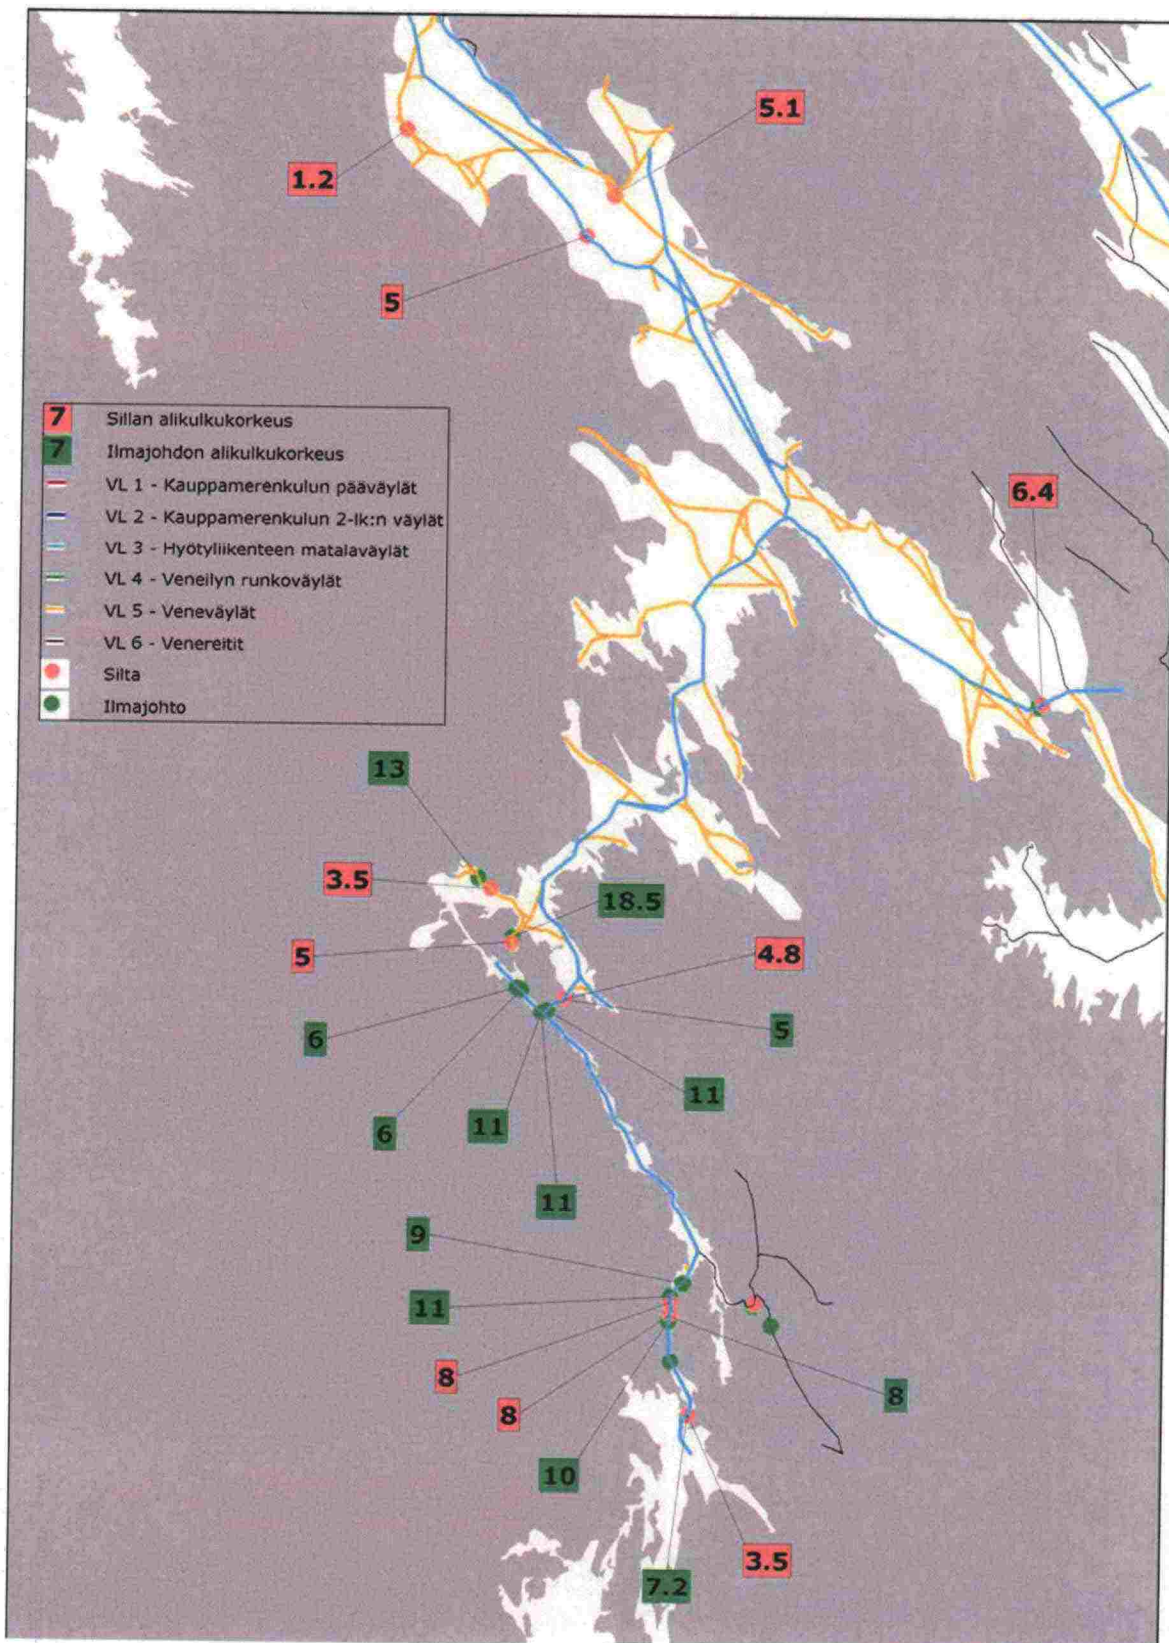 5.1
1.2
5
7 Sillan alikulkukorkeus
7 Ilmajohdon alikulkukorkeus
VL 1 - Kauppamerenkulun pääväylät
VL 2 - Kauppamerenkulun 2-lk:n väylät
VL 3 - Hyötyliikenteen matalaväylät
VL 4 - Veneilyn runkoväylät
VL 5 - Veneväylät
VL 6 - Venereitit
Silta
Ilmajohto
6.4
13
3.5
18.5
5
4.8
6
5
11
6
11
11
9
11
8
8
8
10
3.5
7.2